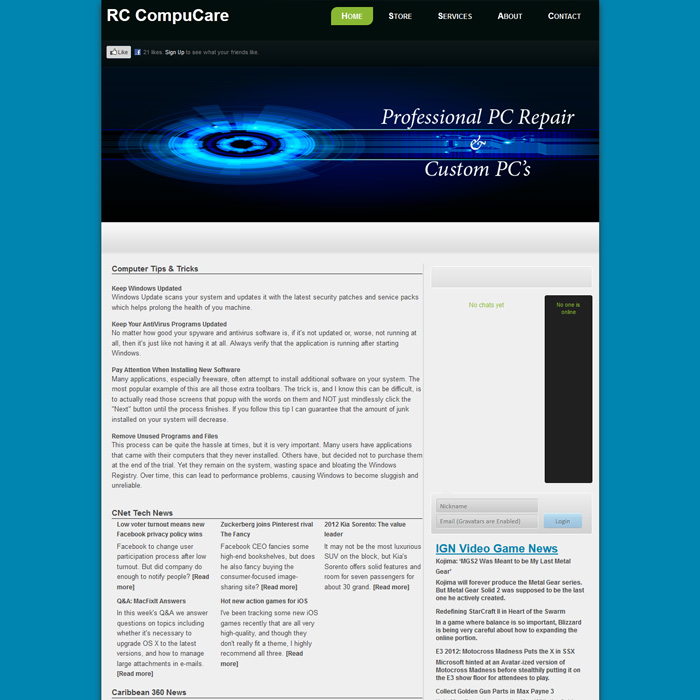 RC CompuCare
Home Store Services About Contact
Like 21 likes. Sign Up to see what your friends like.
Professional PC Repair
&
Custom PC's
Computer Tips & Tricks
Keep Windows Updated
Windows Update scans your system and updates it with the latest security patches and service packs
which helps prolong the health of you machine.
Keep Your AntiVirus Programs Updated
No matter how good your spyware and antivirus software is, if it's not updated or, worse, not running at
all, then it's just like not having it at all. Always verify that the application is running after starting
Windows.
Pay Attention When Installing New Software
Many applications, especially freeware, often attempt to install additional software on your system. The
most popular example of this are all those extra toolbars. The trick is, and I know this can be difficult, is
to actually read those screens that popup with the words on them and NOT just mindlessly click the
"Next" button until the process finishes. If you follow this tip I can guarantee that the amount of junk
installed on your system will decrease.
Remove Unused Programs and Files
This process can be quite the hassle at times, but it is very important. Many users have applications
that came with their computers that they never installed. Others have, but decided not to purchase them
at the end of the trial. Yet they remain on the system, wasting space and bloating the Windows
Registry. Over time, this can lead to performance problems, causing Windows to become sluggish and
unreliable.
CNet Tech News
Low voter turnout means new
Facebook privacy policy wins
Facebook to change user
participation process after low
turnout. But did company do
enough to notify people? [Read
more]
Zuckerberg joins Pinterest rival
The Fancy
Facebook CEO fancies some
high-end bookshelves, but does
he also fancy buying the
consumer-focused image-
sharing site? [Read more]
2012 Kia Sorento: The value
leader
It may not be the most luxurious
SUV on the block, but Kia's
Sorento offers solid features and
room for seven passengers for
about 30 grand. [Read more]
Q&A: MacFixIt Answers
In this week's Q&A we answer
questions on topics including
whether it's necessary to
upgrade OS X to the latest
versions, and how to manage
large attachments in e-mails.
[Read more]
Hot new action games for iOS
I've been tracking some new iOS
games recently that are all very
high-quality, and though they
don't really fit a theme, I highly
recommend all three. [Read
more]
Caribbean 360 News
No chats yet
No one is
online
Nickname
Email (Gravatars are Enabled)
Login
IGN Video Game News
Kojima: 'MGS2 Was Meant to be My Last Metal
Gear'
Kojima will forever produce the Metal Gear series.
But Metal Gear Solid 2 was supposed to be the last
one he actively created.
Redefining StarCraft II in Heart of the Swarm
In a game where balance is so important, Blizzard
is being very careful about how to expanding the
online portion.
E3 2012: Motocross Madness Puts the X in SSX
Microsoft hinted at an Avatar-ized version of
Motocross Madness before stealthily putting it on
the E3 show floor for attendees to play.
Collect Golden Gun Parts in Max Payne 3